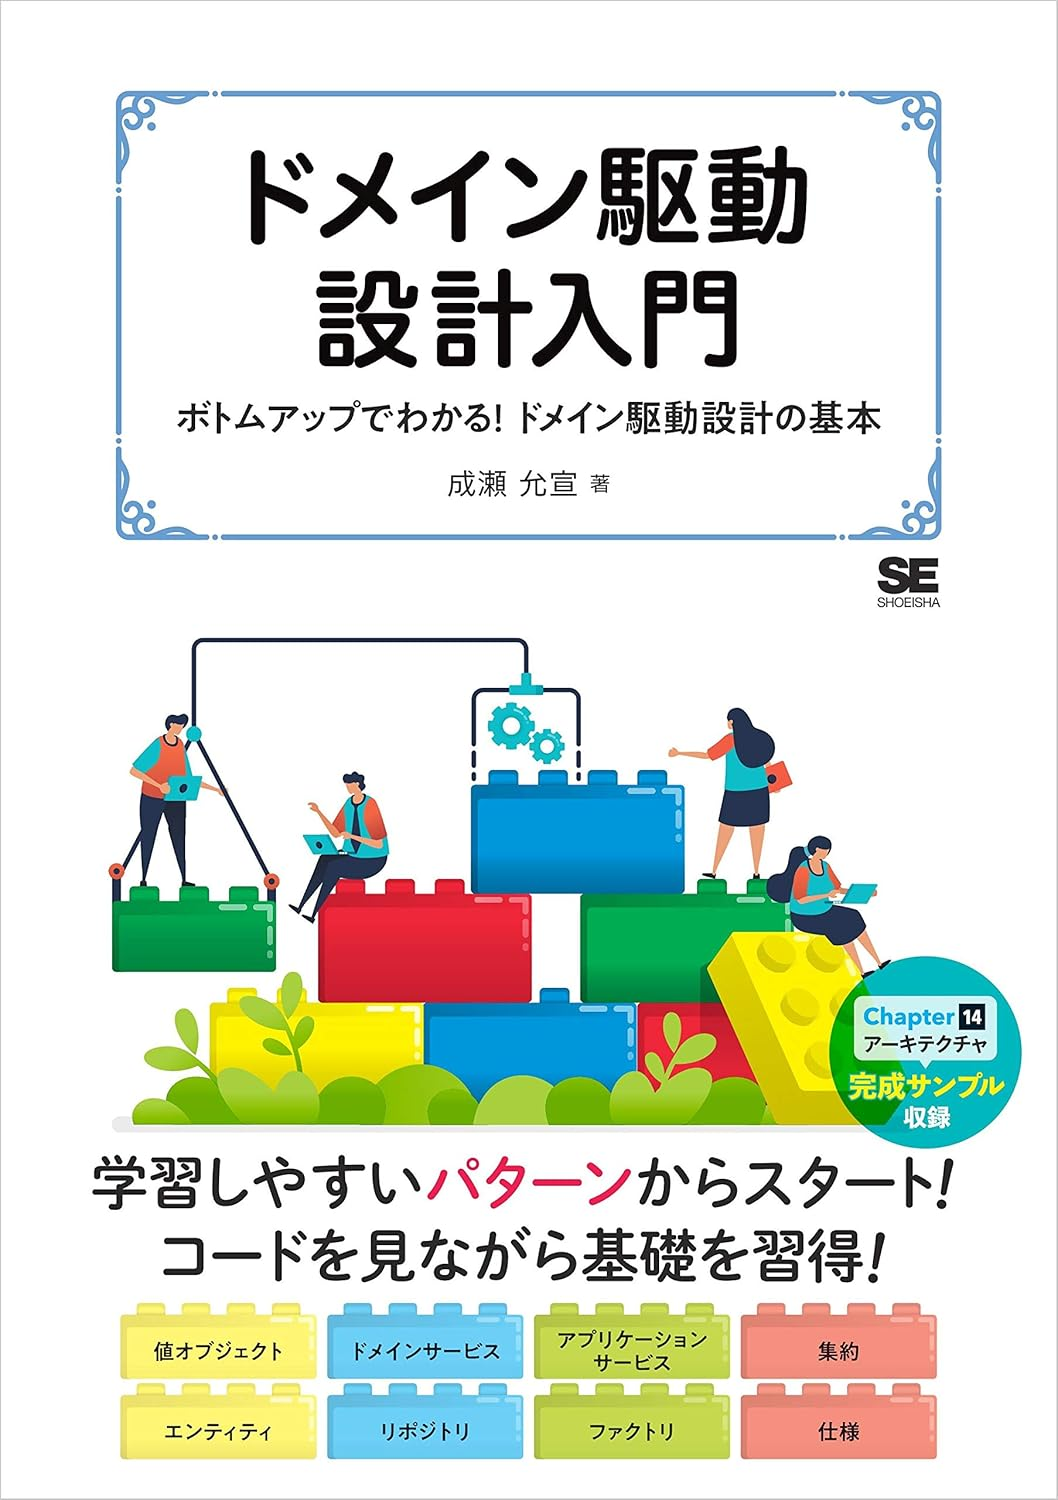 ドメイン駆動
設計入門
ボトムアップでわかる! ドメイン駆動設計の基本
成瀬 允宣 著
SE
SHOEISHA
Chapter 14
アーキテクチャ
完成サンプル
収録
学習しやすいパターンからスタート!
コードを見ながら基礎を習得!
値オブジェクト
ドメインサービス
アプリケーション
サービス
集約
エンティティ
リポジトリ
ファクトリ
仕様